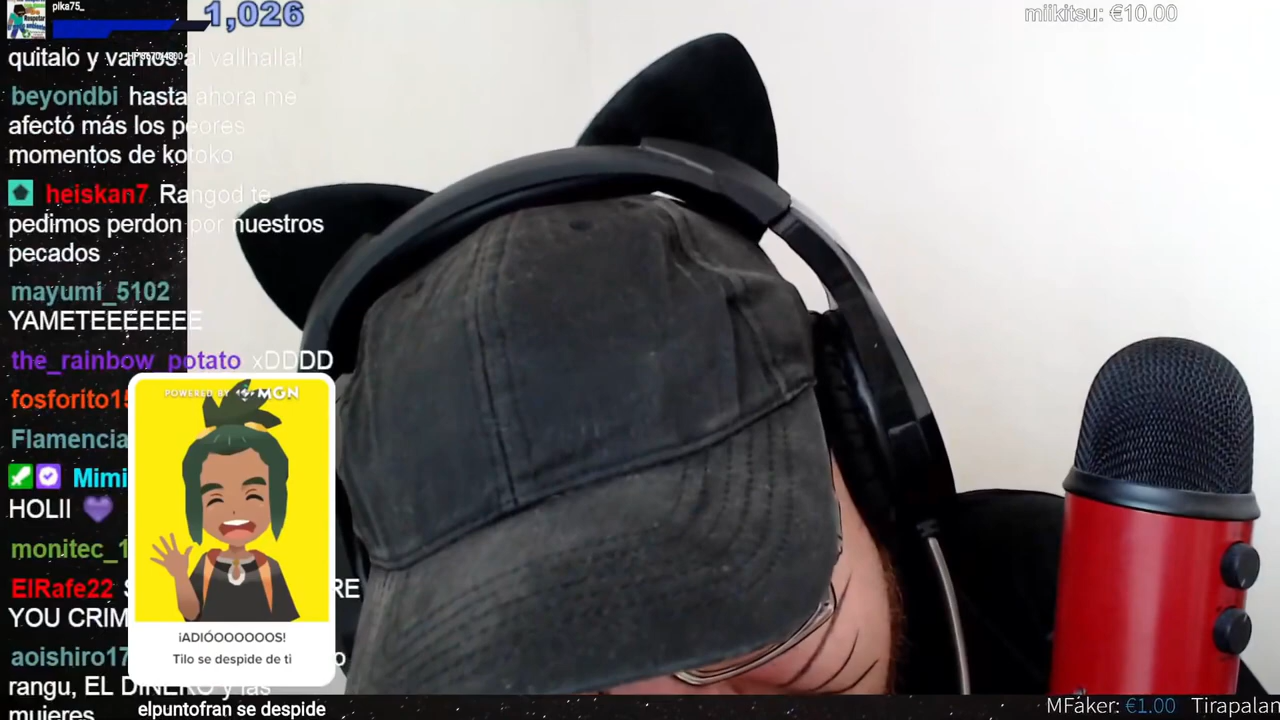 pika75_
1,026
miikitsu: €10.00
quitalo y vamos al vallhalla!
beyondbi hasta ahora me
afectó más los peores
momentos de kotoko
heiskan7 Rangod te
pedimos perdon por nuestros
pecados
mayumi_5102
YAMETEEEEEEE
the_rainbow_potato xDDDD
fosforito15
POWERED BY MGN
Flamencia
Mimi
HOLII
monitec_1
ElRafe22 S RE
YOU CRIM
¡ADIÓOOOOOOS!
aoishiro17 o
Tilo se despide de ti
rangu, EL DINERO y las
mujeres
elpuntofran se despide
MFaker: €1.00 Tirapalan